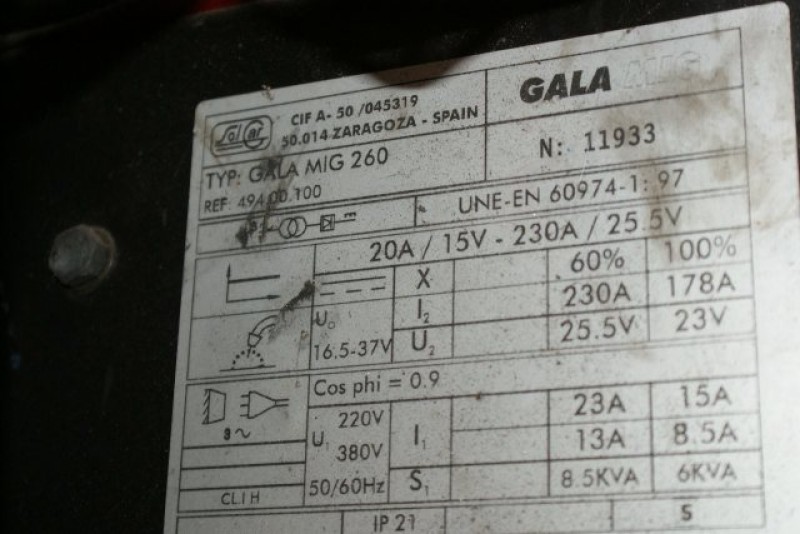 Sol Car
CIF A- 50 /045319
50.014 ZARAGOZA - SPAIN
GALA MIG
TYP: GALA MIG 260
N: 11933
REF: 494.00.100
UNE-EN 60974-1: 97
20A / 15V - 230A / 25.5V
X 60% 100%
I2 230A 178A
U0
16.5-37V U2 25.5V 23V
Cos phi = 0.9
3~
U1 220V I1 23A 15A
380V 13A 8.5A
CL I H 50/60Hz S1 8.5KVA 6KVA
IP 21 S